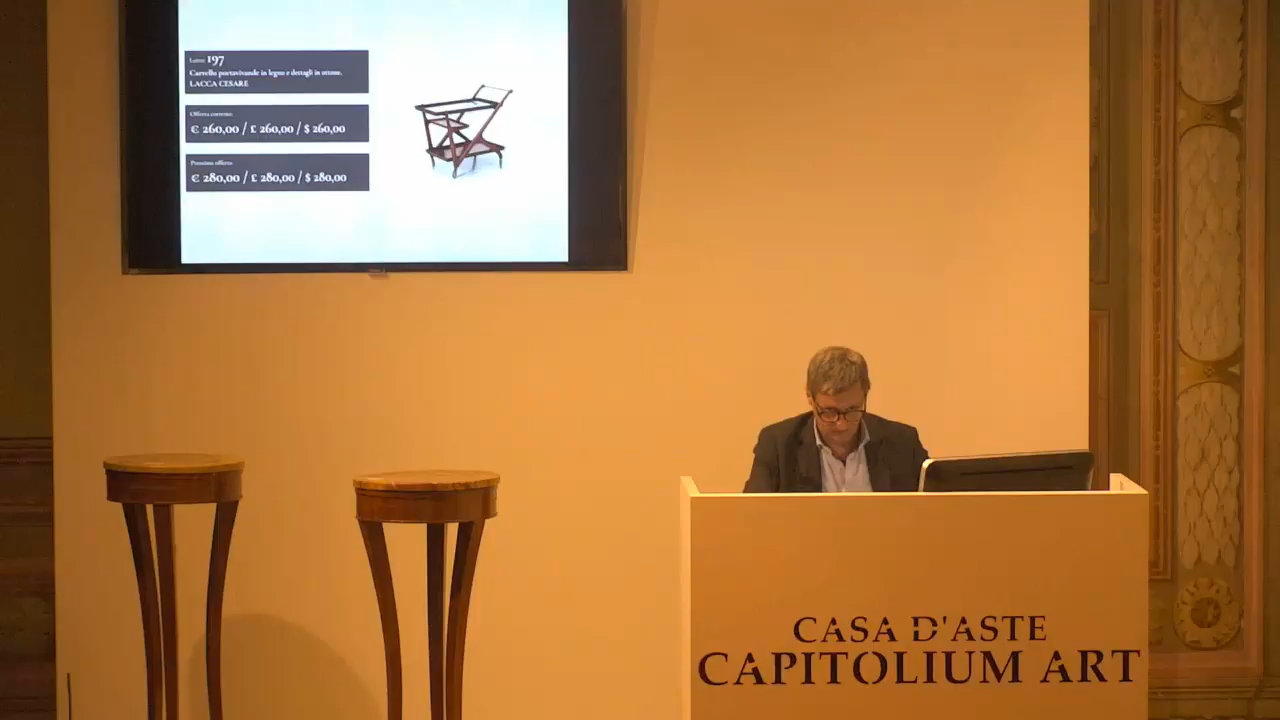 Lotto: 197
Carrello portavivande in legno e dettagli in ottone.
LACCA CESARE
Offerta corrente:
€ 260,00 / £ 260,00 / $ 260,00
Prossima offerta:
€ 280,00 / £ 280,00 / $ 280,00
CASA D'ASTE
CAPITOLIUM ART